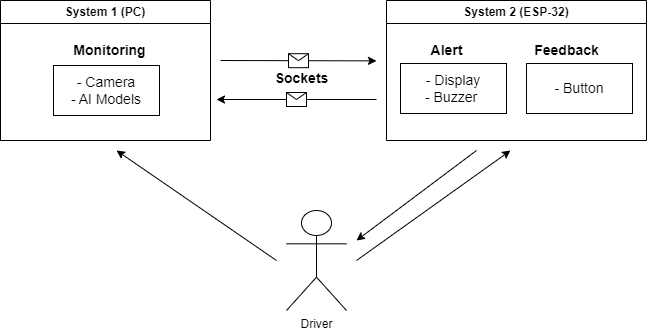 System 1 (PC)
Monitoring
- Camera
- AI Models
Sockets
System 2 (ESP-32)
Alert
- Display
- Buzzer
Feedback
- Button
Driver